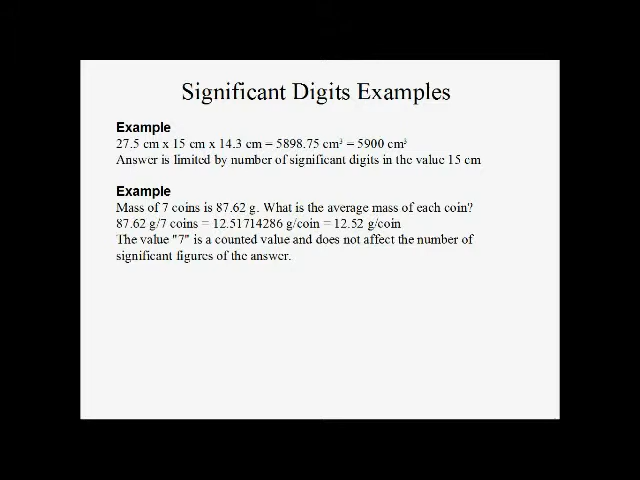 Significant Digits Examples
Example
27.5 cm x 15 cm x 14.3 cm = 5898.75 cm³ = 5900 cm³
Answer is limited by number of significant digits in the value 15 cm
Example
Mass of 7 coins is 87.62 g. What is the average mass of each coin?
87.62 g/7 coins = 12.51714286 g/coin = 12.52 g/coin
The value "7" is a counted value and does not affect the number of
significant figures of the answer.